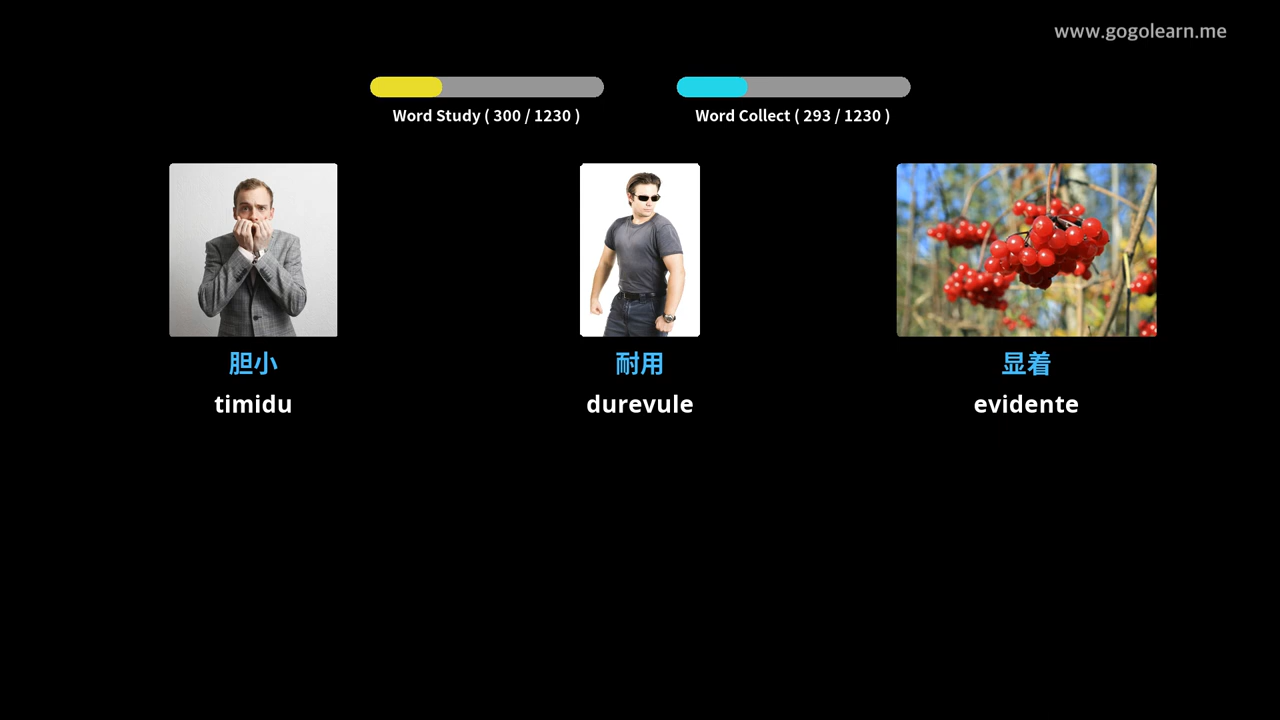 www.gogolearn.me
Word Study ( 300 / 1230 )
Word Collect ( 293 / 1230 )
胆小
耐用
显着
timidu
durevule
evidente